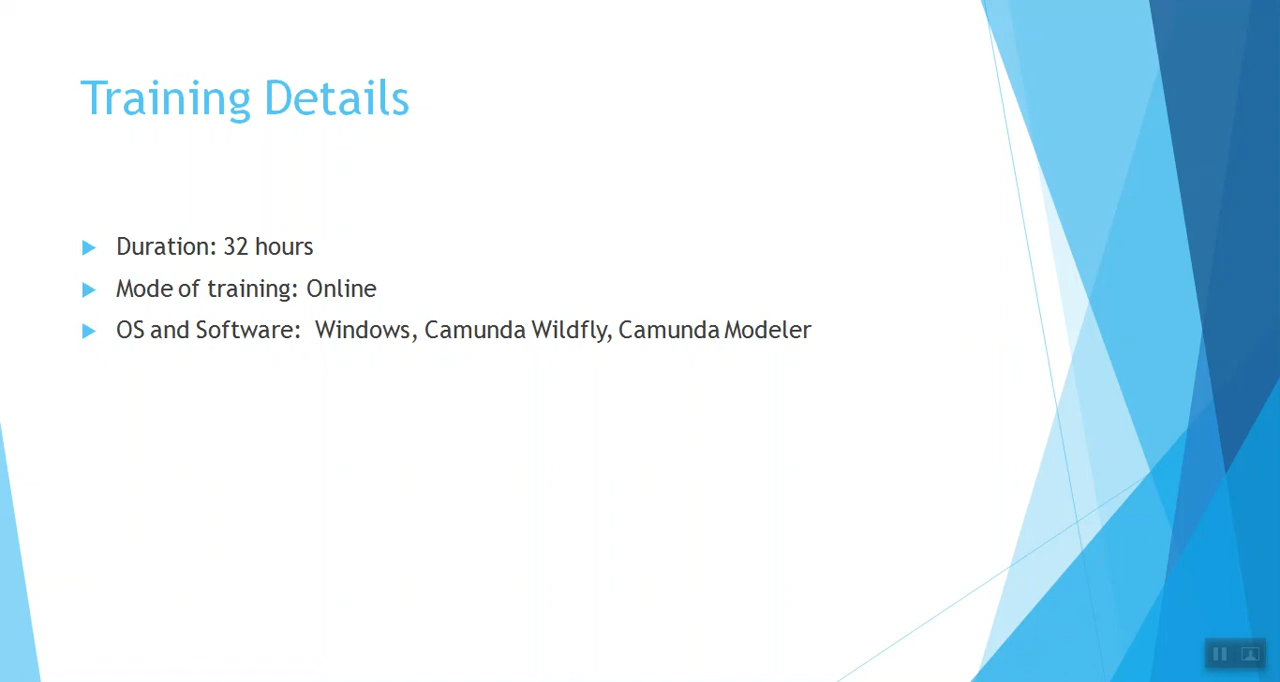 Training Details
Duration: 32 hours
Mode of training: Online
OS and Software: Windows, Camunda Wildfly, Camunda Modeler